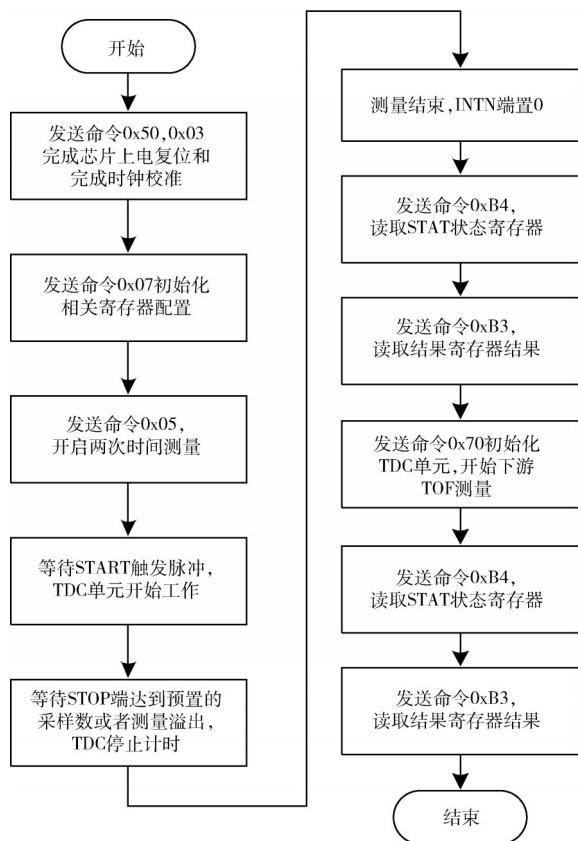 开始
发送命令0x50,0x03
完成芯片上电复位和
完成时钟校准
发送命令0x07初始化
相关寄存器配置
发送命令0x05,
开启两次时间测量
等待START触发脉冲,
TDC单元开始工作
等待STOP端达到预置的
采样数或者测量溢出,
TDC停止计时
测量结束,INTN端置0
发送命令0xB4,
读取STAT状态寄存器
发送命令0xB3,
读取结果寄存器结果
发送命令0x70初始化
TDC单元,开始下游
TOF测量
发送命令0xB4,
读取STAT状态寄存器
发送命令0xB3,
读取结果寄存器结果
结束